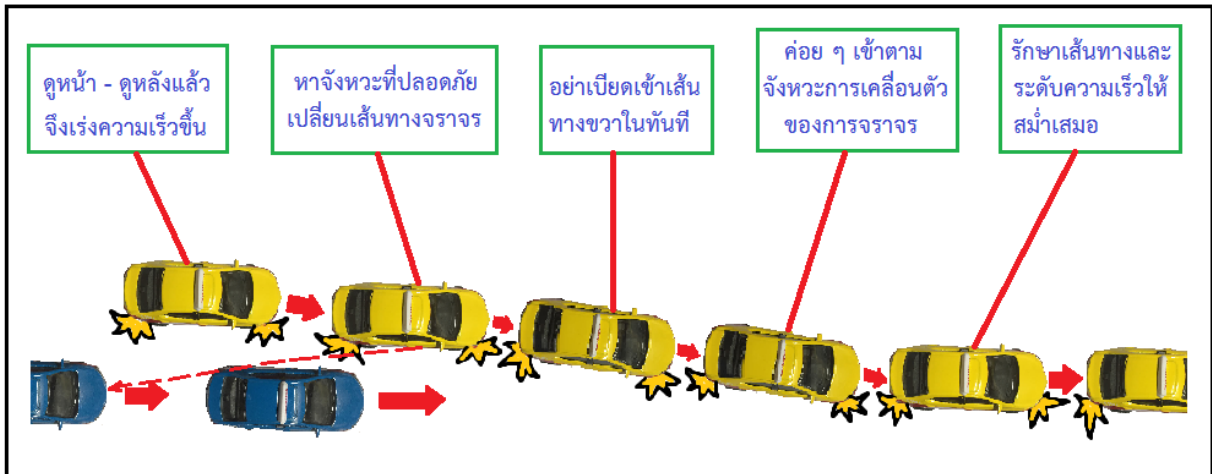 ดูหน้า - ดูหลังแล้ว
จึงเร่งความเร็วขึ้น
หาจังหวะที่ปลอดภัย
เปลี่ยนเส้นทางจราจร
อย่าเบียดเข้าเส้น
ทางขวาในทันที
ค่อย ๆ เข้าตาม
จังหวะการเคลื่อนตัว
ของการจราจร
รักษาเส้นทางและ
ระดับความเร็วให้
สม่ำเสมอ